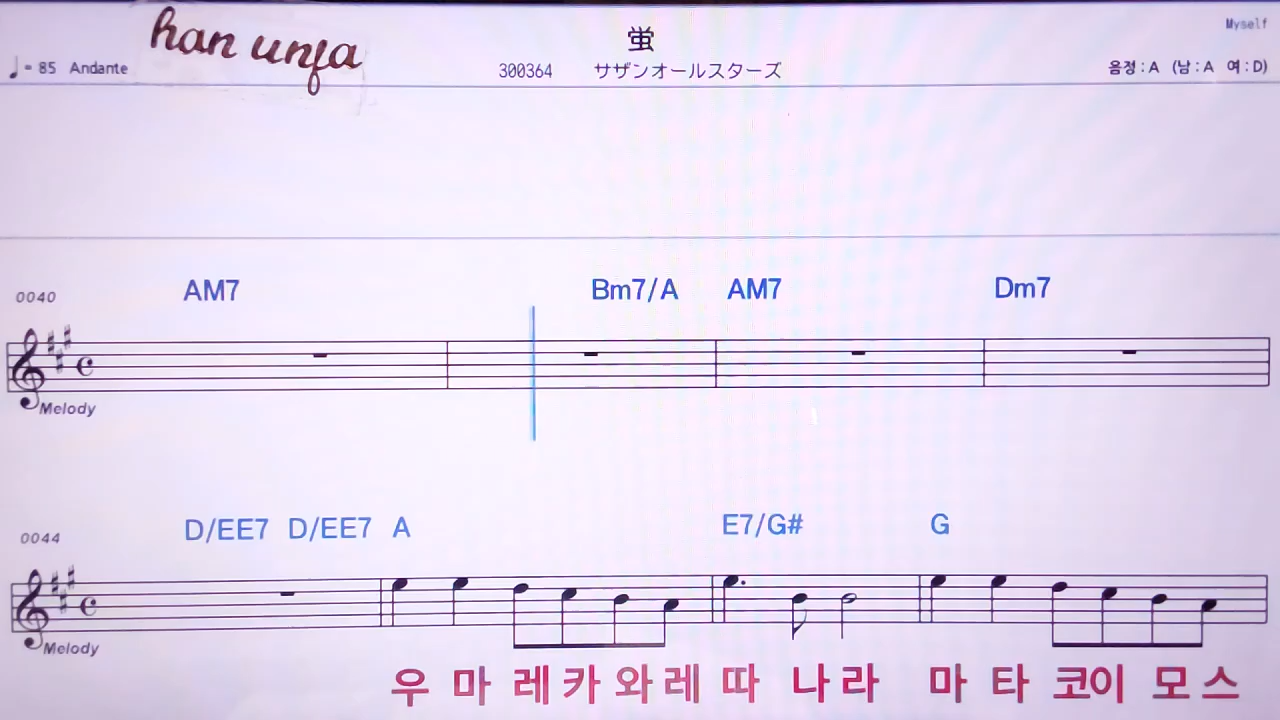 han unja
蛍
Myself
♩= 85 Andante
300364 サザンオールスターズ
음정:A (남:A 여:D)
AM7 Bm7/A AM7 Dm7
0040
Melody
D/EE7 D/EE7 A E7/G# G
0044
Melody
우 마 레 카 와 레 따 나 라 마 타 코 이 모 스